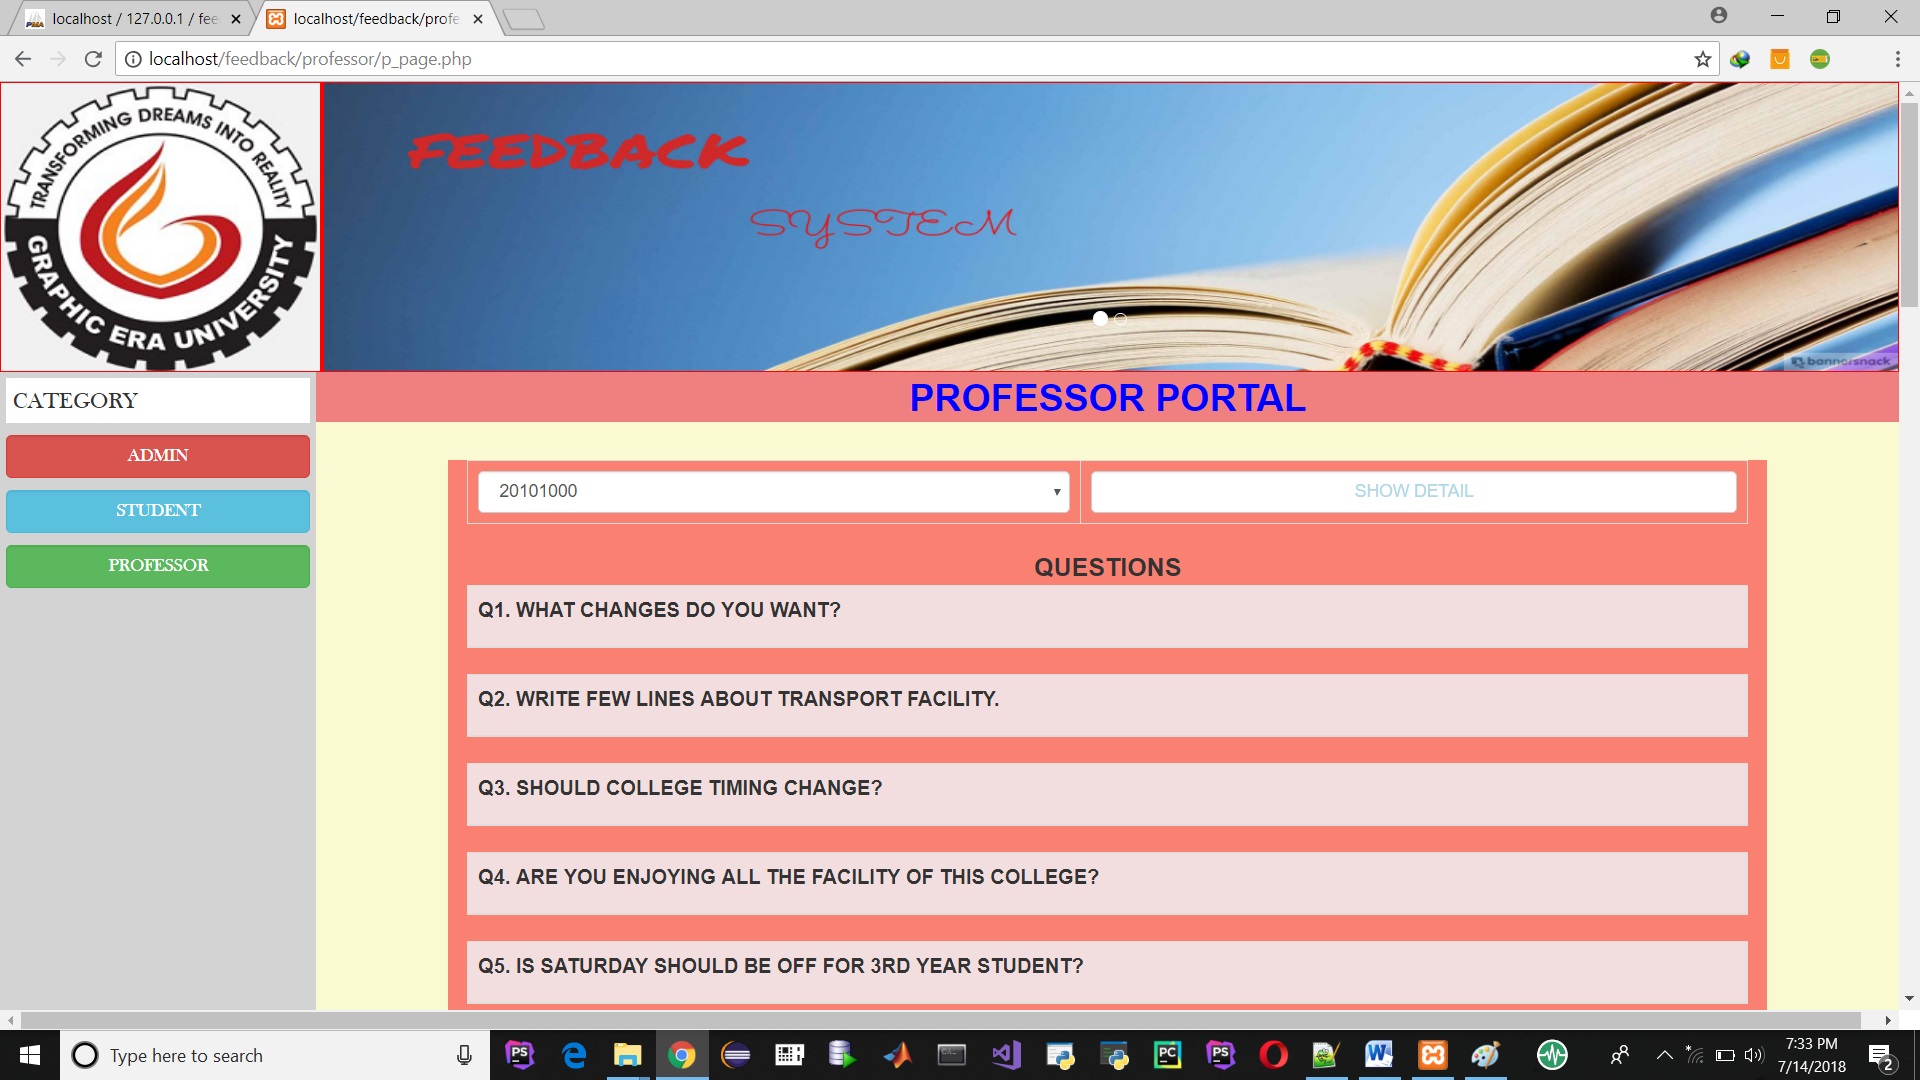 localhost / 127.0.0.1 / fee
localhost/feedback/profe
localhost/feedback/professor/p_page.php
TRANSFORMING DREAMS INTO REALITY
GRAPHIC ERA UNIVERSITY
FEEDBACK
SYSTEM
bannersnack
CATEGORY
PROFESSOR PORTAL
ADMIN
STUDENT
PROFESSOR
20101000
SHOW DETAIL
QUESTIONS
Q1. WHAT CHANGES DO YOU WANT?
Q2. WRITE FEW LINES ABOUT TRANSPORT FACILITY.
Q3. SHOULD COLLEGE TIMING CHANGE?
Q4. ARE YOU ENJOYING ALL THE FACILITY OF THIS COLLEGE?
Q5. IS SATURDAY SHOULD BE OFF FOR 3RD YEAR STUDENT?
Type here to search
7:33 PM
7/14/2018
2